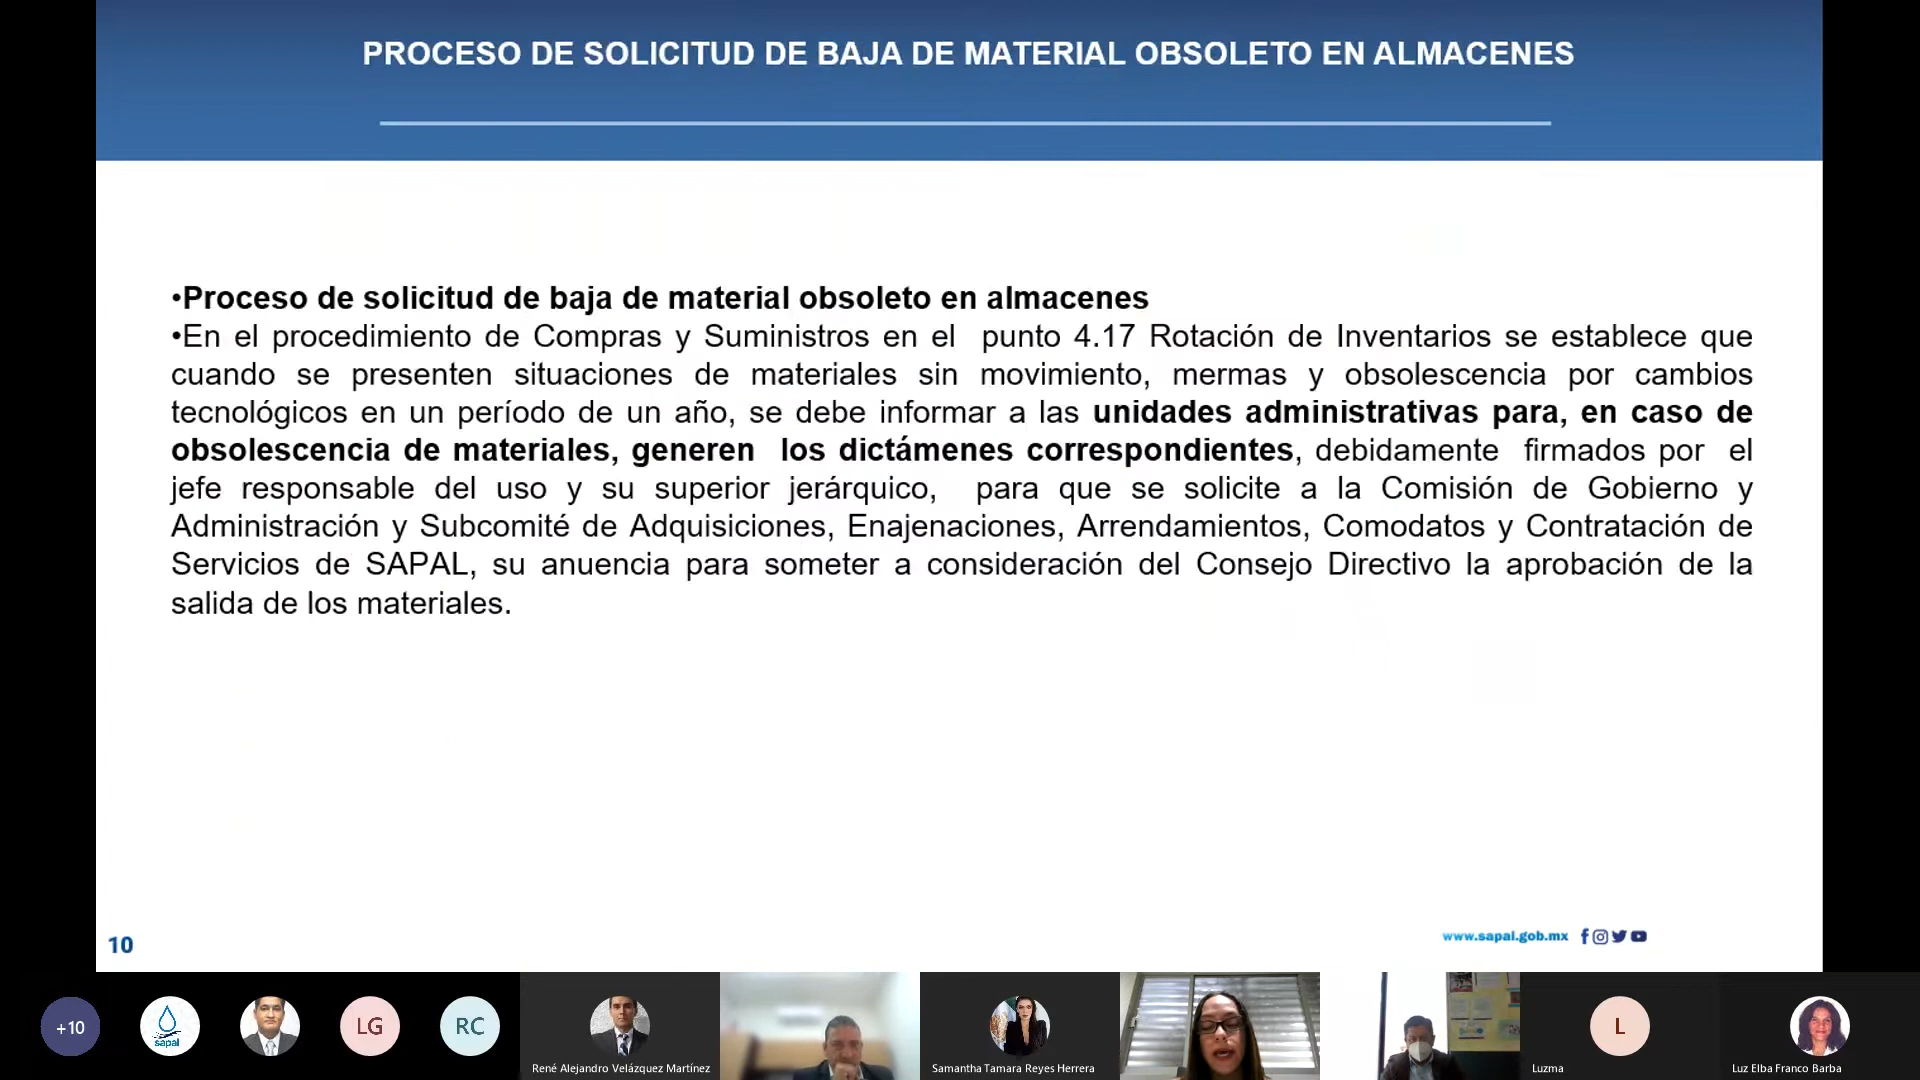 PROCESO DE SOLICITUD DE BAJA DE MATERIAL OBSOLETO EN ALMACENES
•Proceso de solicitud de baja de material obsoleto en almacenes
•En el procedimiento de Compras y Suministros en el  punto 4.17 Rotación de Inventarios se establece que
cuando se presenten situaciones de materiales sin movimiento, mermas y obsolescencia por cambios
tecnológicos en un período de un año, se debe informar a las unidades administrativas para, en caso de
obsolescencia de materiales, generen  los dictámenes correspondientes, debidamente  firmados por  el
jefe responsable del uso y su superior jerárquico,  para que se solicite a la Comisión de Gobierno y
Administración y Subcomité de Adquisiciones, Enajenaciones, Arrendamientos, Comodatos y Contratación de
Servicios de SAPAL, su anuencia para someter a consideración del Consejo Directivo la aprobación de la
salida de los materiales.
10
www.sapal.gob.mx
+10
sapal
LG
RC
René Alejandro Velázquez Martínez
Samantha Tamara Reyes Herrera
L
Luzma
Luz Elba Franco Barba